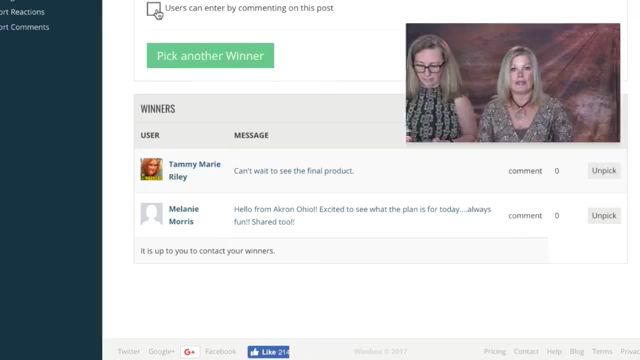 ort Reactions
Users can enter by commenting on this post
ort Comments
Pick another Winner
WINNERS
USER MESSAGE
Tammy Marie Riley Can't wait to see the final product. comment 0 Unpick
Melanie Morris Hello from Akron Ohio!! Excited to see what the plan is for today....always
fun!! Shared too!! comment 0 Unpick
It is up to you to contact your winners.
Twitter Google+ G+ Facebook Like 214 Woobox © 2017 Pricing Contact Help Blog Terms Privac